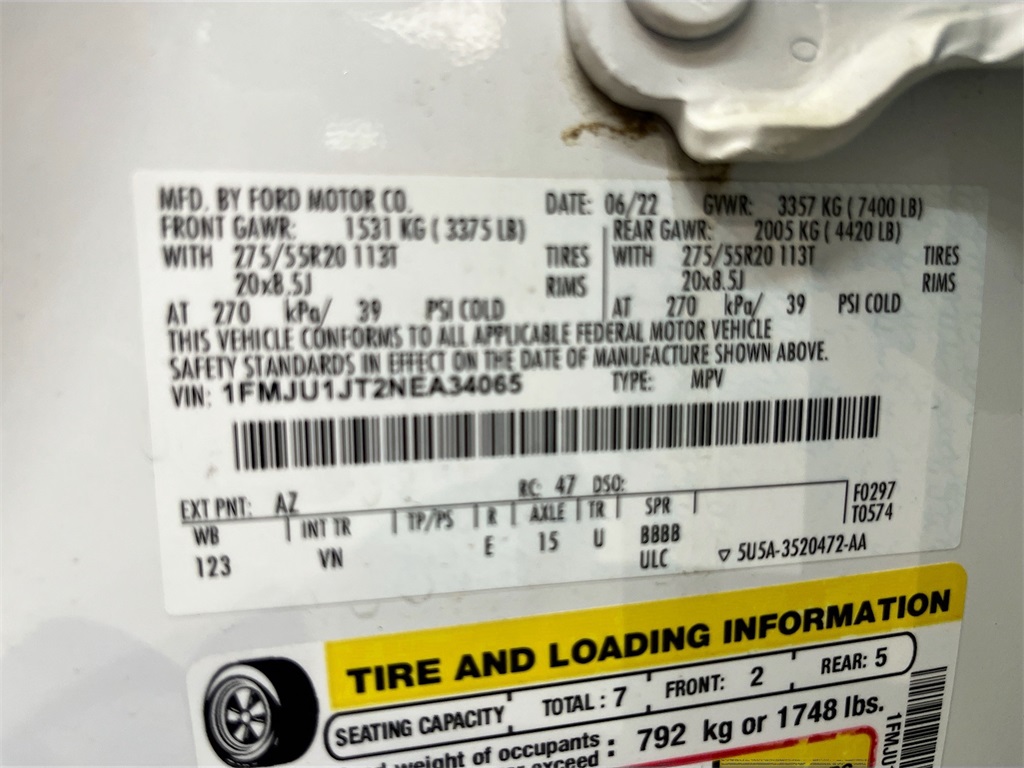 MFD. BY FORD MOTOR CO. DATE: 06/22 GVWR: 3357 KG ( 7400 LB)
FRONT GAWR: 1531 KG ( 3375 LB) REAR GAWR: 2005 KG ( 4420 LB)
WITH 275/55R20 113T TIRES WITH 275/55R20 113T TIRES
20x8.5J RIMS 20x8.5J RIMS
AT 270 kPa/ 39 PSI COLD AT 270 kPa/ 39 PSI COLD
THIS VEHICLE CONFORMS TO ALL APPLICABLE FEDERAL MOTOR VEHICLE
SAFETY STANDARDS IN EFFECT ON THE DATE OF MANUFACTURE SHOWN ABOVE.
VIN: 1FMJU1JT2NEA34065 TYPE: MPV
EXT PNT: AZ RC: 47 DSO: F0297
WB INT TR TP/PS R AXLE TR SPR T0574
123 VN E 15 U BBBB
ULC ▽ 5U5A-3520472-AA
TIRE AND LOADING INFORMATION
SEATING CAPACITY TOTAL : 7 FRONT: 2 REAR: 5
weight of occupants : 792 kg or 1748 lbs.
exceed
1FMJU